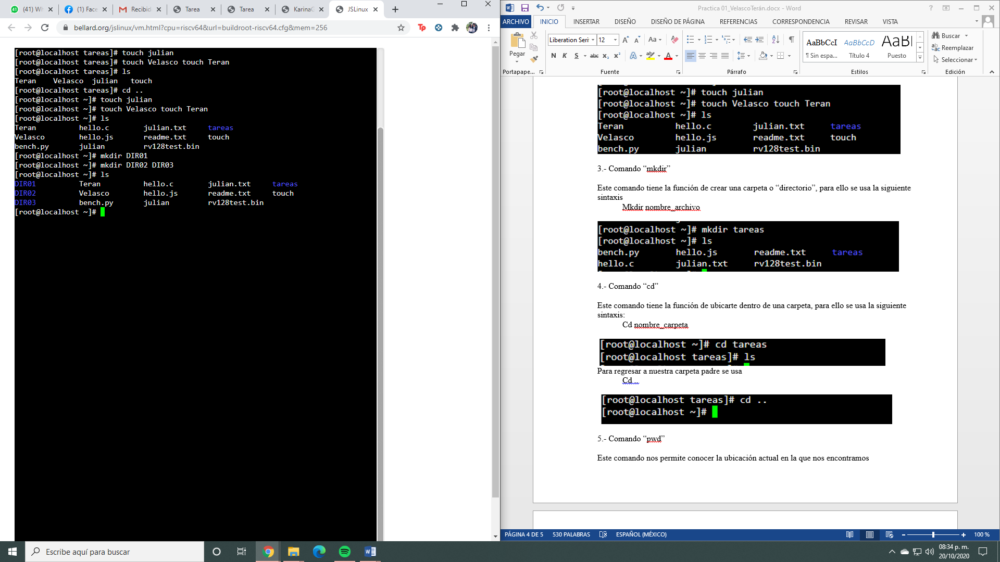 (41) Wh
(1) Face
Recibid
Tarea
Tarea
KarinaG
JSLinux
bellard.org/jslinux/vm.html?cpu=riscv64&url=buildroot-riscv64.cfg&mem=256
[root@localhost tareas]# touch julian
[root@localhost tareas]# touch Velasco touch Teran
[root@localhost tareas]# ls
Teran    Velasco  julian   touch
[root@localhost tareas]# cd ..
[root@localhost ~]# touch julian
[root@localhost ~]# touch Velasco touch Teran
[root@localhost ~]# ls
Teran          hello.c        julian.txt     tareas
Velasco        hello.js       readme.txt     touch
bench.py       julian         rv128test.bin
[root@localhost ~]# mkdir DIR01
[root@localhost ~]# mkdir DIR02 DIR03
[root@localhost ~]# ls
DIR01          Teran          hello.c        julian.txt     tareas
DIR02          Velasco        hello.js       readme.txt     touch
DIR03          bench.py       julian         rv128test.bin
[root@localhost ~]#
Practica 01_VelascoTerán.docx - Word
ARCHIVO INICIO INSERTAR DISEÑO DISEÑO DE PÁGINA REFERENCIAS CORRESPONDENCIA REVISAR VISTA
Pegar
Portapape...
Liberation Seri 12
N K S abc x₂ x²
Fuente
Párrafo
AaBbCcI AaBbCcD AaBl
¶ Sin espa... Título 4 Puesto
Estilos
Buscar
Reemplazar
Seleccionar
Edición
[root@localhost ~]# touch julian
[root@localhost ~]# touch Velasco touch Teran
[root@localhost ~]# ls
Teran          hello.c        julian.txt     tareas
Velasco        hello.js       readme.txt     touch
bench.py       julian         rv128test.bin
3.- Comando “mkdir”
Este comando tiene la función de crear una carpeta o “directorio”, para ello se usa la siguiente
sintaxis
Mkdir nombre_archivo
[root@localhost ~]# mkdir tareas
[root@localhost ~]# ls
bench.py       hello.js       readme.txt     tareas
hello.c        julian.txt     rv128test.bin
4.- Comando “cd”
Este comando tiene la función de ubicarte dentro de una carpeta, para ello se usa la siguiente
sintaxis:
Cd nombre_carpeta
[root@localhost ~]# cd tareas
[root@localhost tareas]# ls
Para regresar a nuestra carpeta padre se usa
Cd...
[root@localhost tareas]# cd ..
[root@localhost ~]#
5.- Comando “pwd”
Este comando nos permite conocer la ubicación actual en la que nos encontramos
PÁGINA 4 DE 5 530 PALABRAS ESPAÑOL (MÉXICO) 100 %
Escribe aquí para buscar
08:34 p. m.
20/10/2020